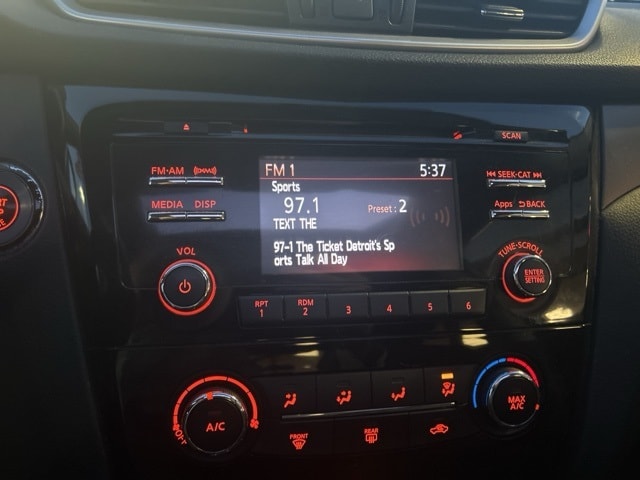 SCAN
FM·AM
FM 1 5:37
SEEK·CAT
Sports
97.1 Preset: 2
MEDIA DISP
Apps BACK
TEXT THE
97-1 The Ticket Detroit's Sp
orts Talk All Day
VOL
TUNE·SCROLL
ENTER
SETTING
RPT RDM
1 2 3 4 5 6
OFF
A/C
MAX
A/C
FRONT
REAR